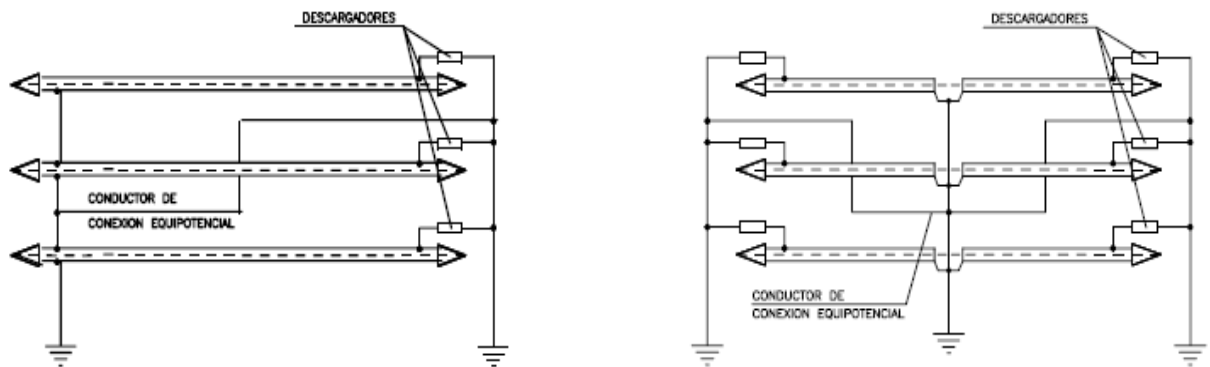 DESCARGADORES
CONDUCTOR DE
CONEXION EQUIPOTENCIAL
DESCARGADORES
CONDUCTOR DE
CONEXION EQUIPOTENCIAL